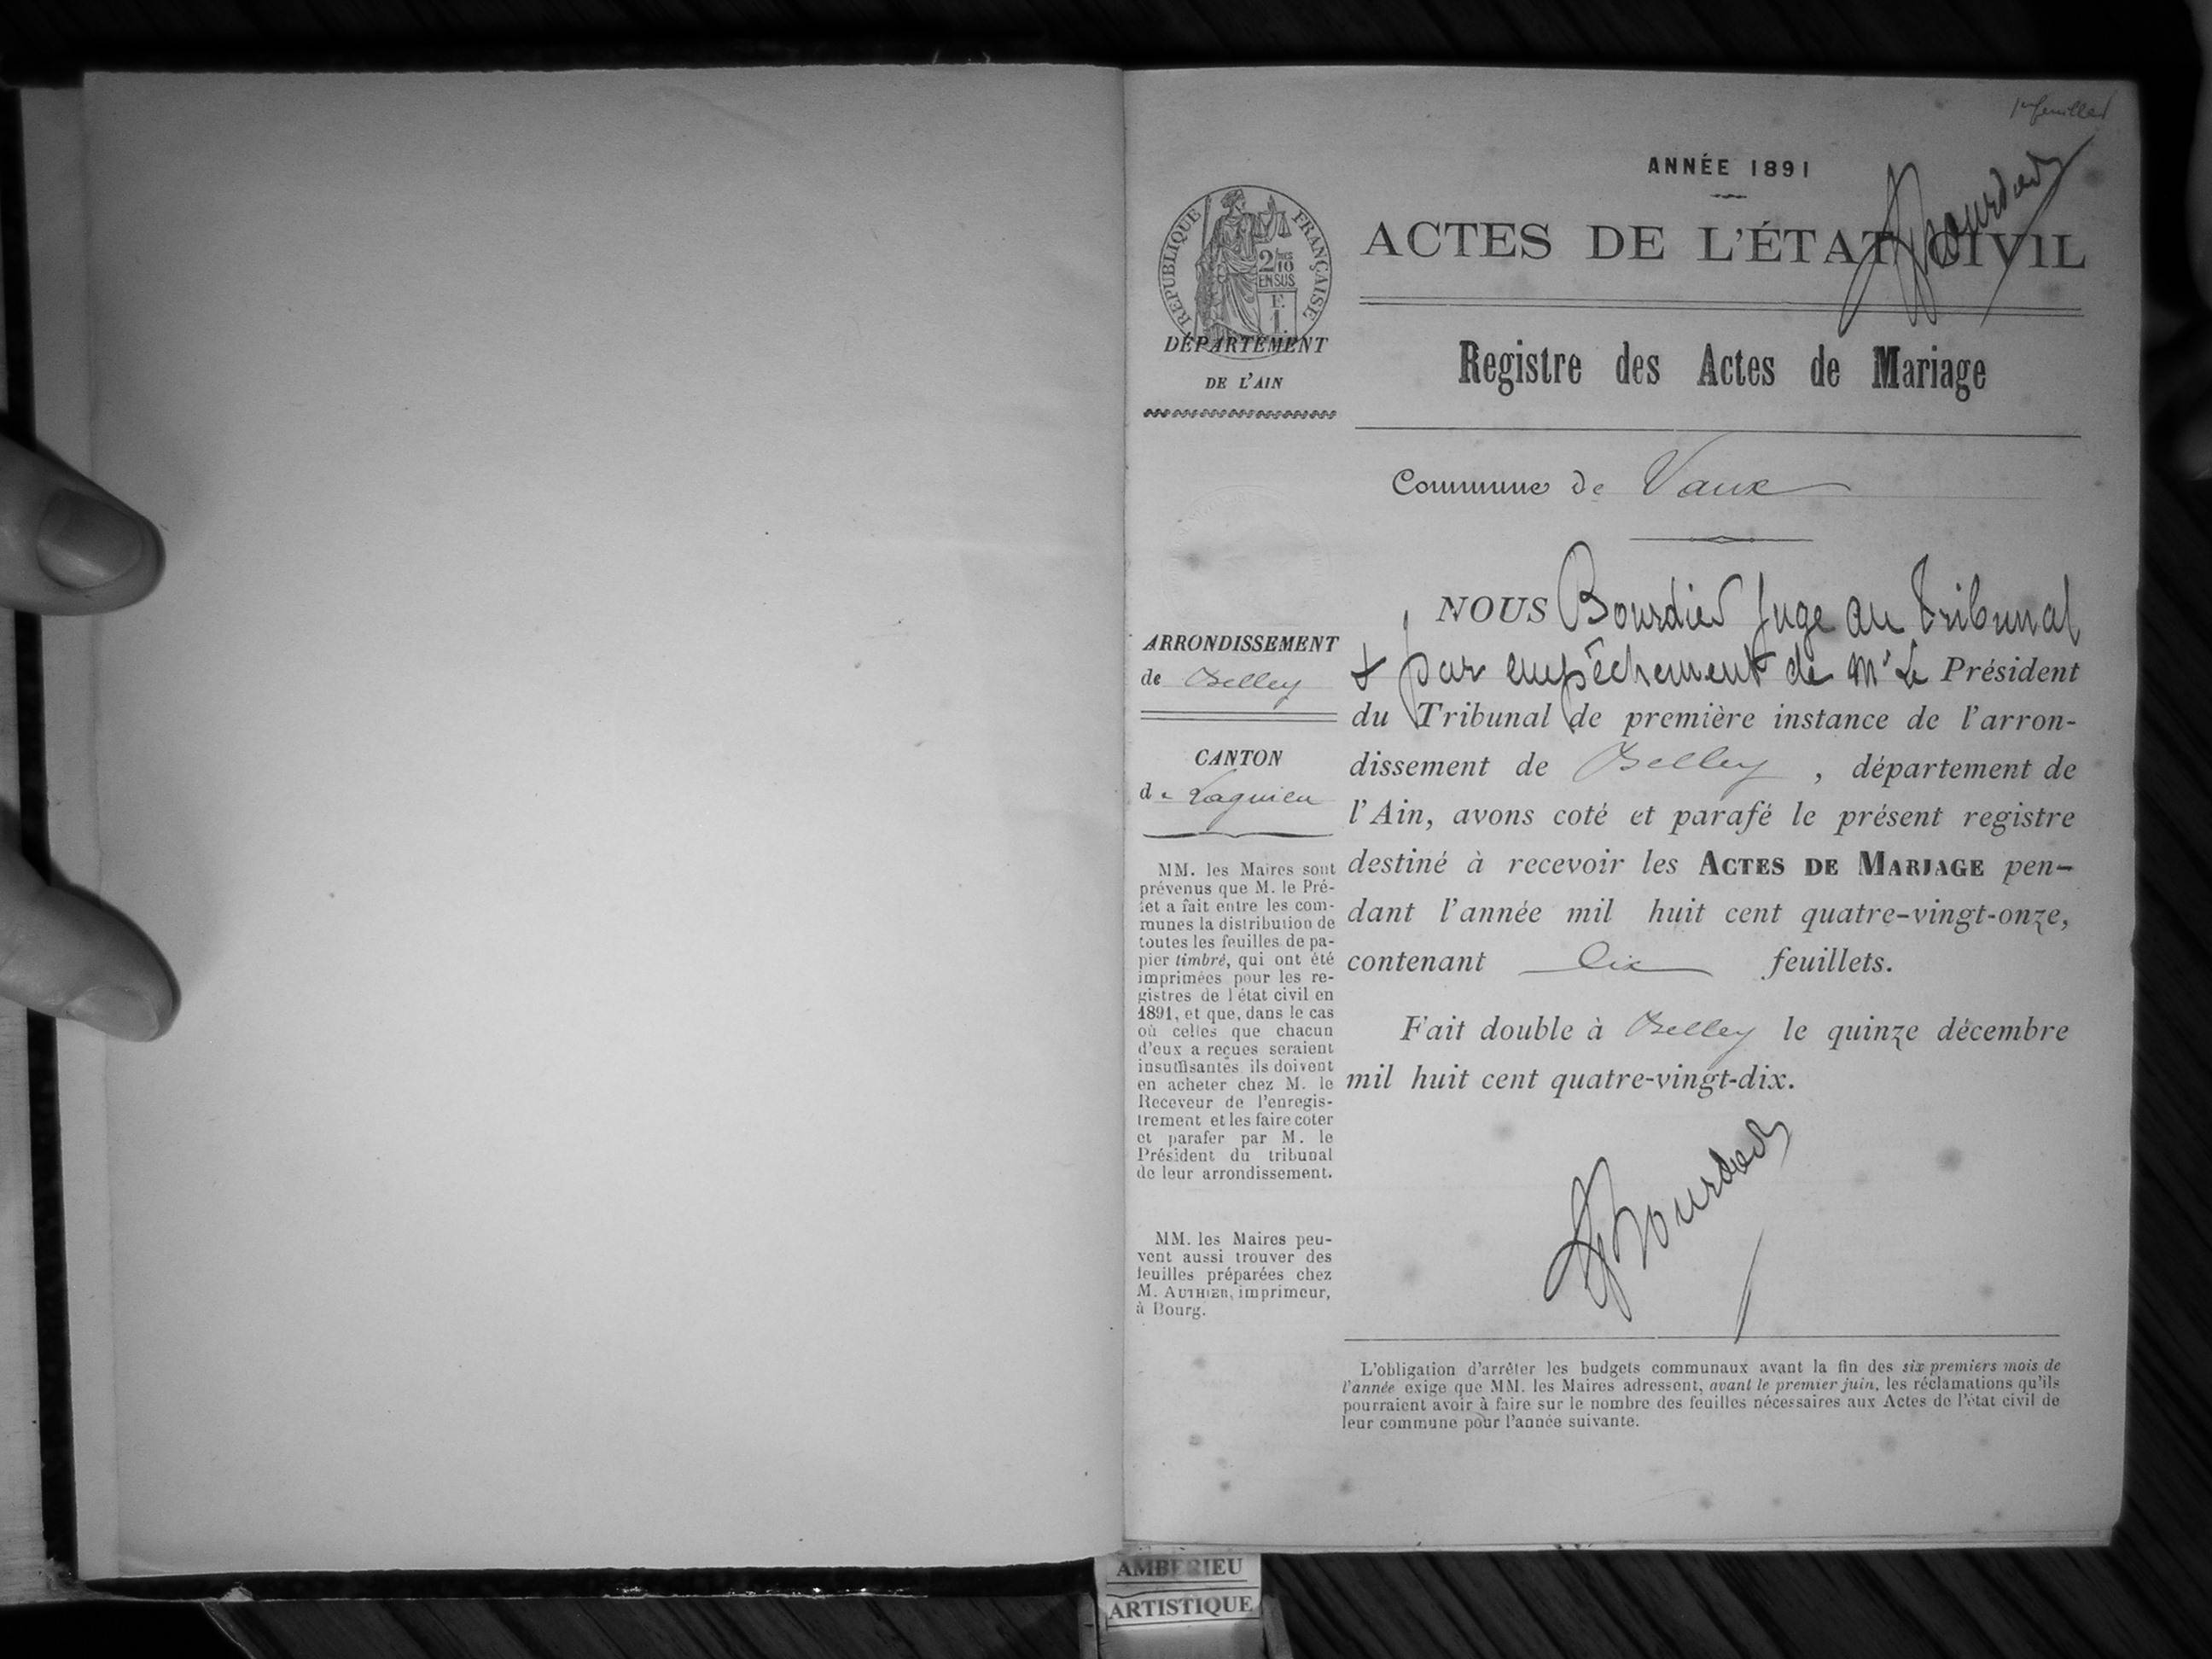 1er feuillet
ANNÉE 1891
ACTES DE L'ÉTAT CIVIL
RÉPUBLIQUE FRANÇAISE
2/10
EN SUS
F.
1.
DÉPARTEMENT
DE L'AIN
Registre des Actes de Mariage
Commune de Vaux
NOUS Bourdier Juge au Tribunal
par empêchement de Mr Le Président
du Tribunal de première instance de l'arron-
dissement de Belley, département de
l'Ain, avons coté et parafé le présent registre
destiné à recevoir les ACTES DE MARIAGE pen-
dant l'année mil huit cent quatre-vingt-onze,
contenant Dix feuillets.
Fait double à Belley le quinze décembre
mil huit cent quatre-vingt-dix.
ARRONDISSEMENT
de Belley
CANTON
de Lagnieu
MM. les Maires sont
prévenus que M. le Pré-
fet a fait entre les com-
munes la distribution de
toutes les feuilles de pa-
pier timbré, qui ont été
imprimées pour les re-
gistres de l'état civil en
1891, et que, dans le cas
où celles que chacun
d'eux a reçues seraient
insuffisantes ils doivent
en acheter chez M. le
Receveur de l'enregis-
trement et les faire coter
et parafer par M. le
Président du tribunal
de leur arrondissement.
MM. les Maires peu-
vent aussi trouver des
feuilles préparées chez
M. AUTHIER, imprimeur,
à Bourg.
L'obligation d'arrêter les budgets communaux avant la fin des six premiers mois de
l'année exige que MM. les Maires adressent, avant le premier juin, les réclamations qu'ils
pourraient avoir à faire sur le nombre des feuilles nécessaires aux Actes de l'état civil de
leur commune pour l'année suivante.
AMBERIEU
ARTISTIQUE